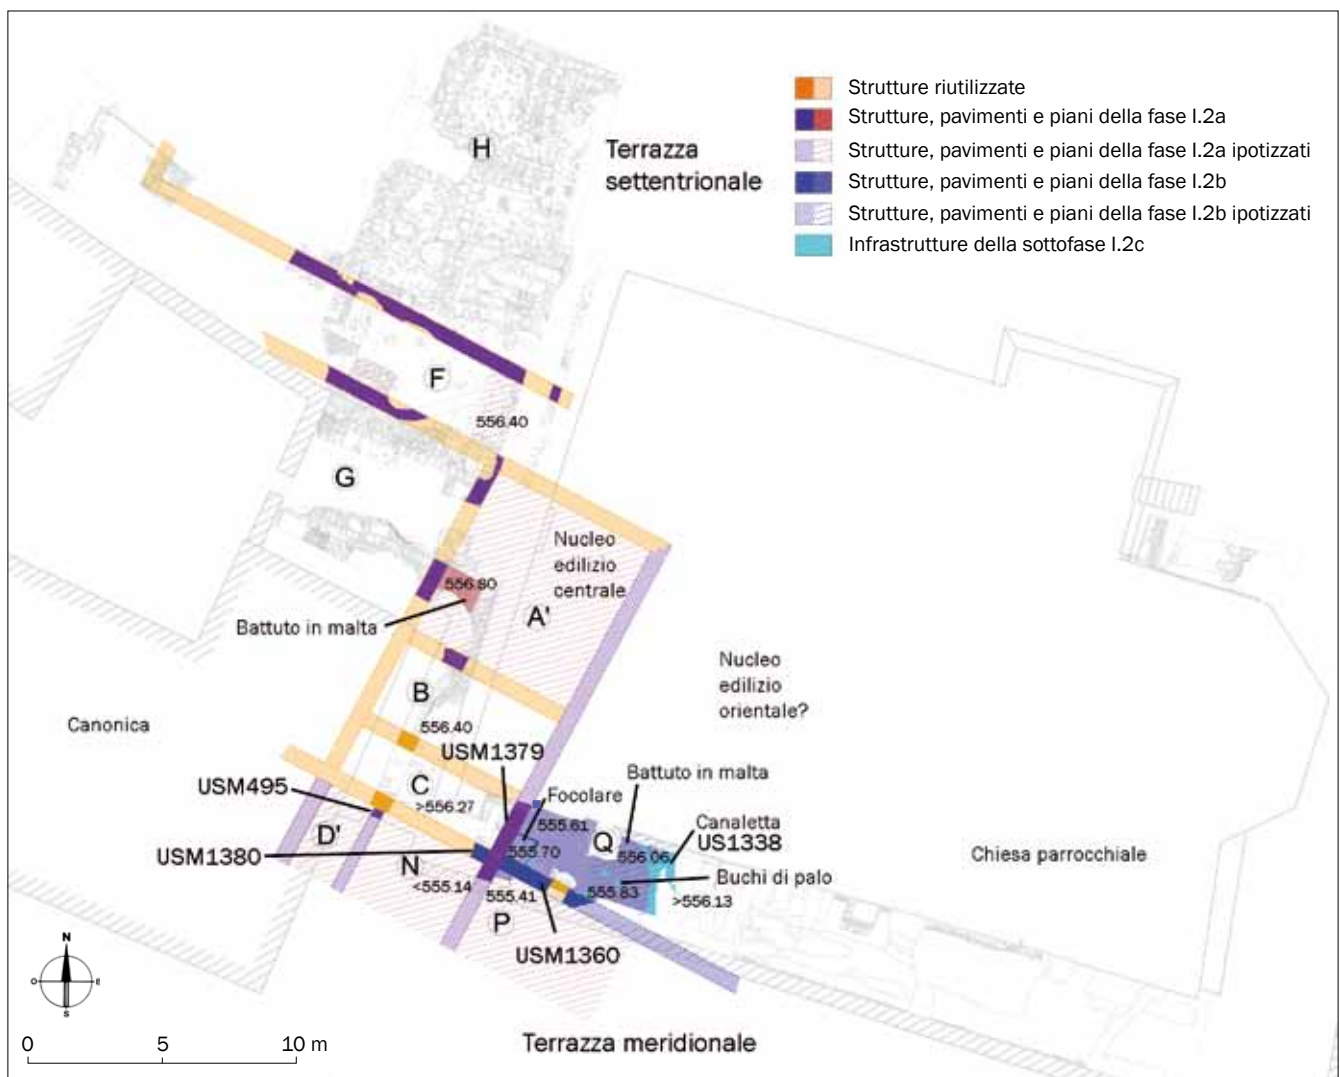 Strutture riutilizzate
Strutture, pavimenti e piani della fase I.2a
Strutture, pavimenti e piani della fase I.2a ipotizzati
Strutture, pavimenti e piani della fase I.2b
Strutture, pavimenti e piani della fase I.2b ipotizzati
Infrastrutture della sottofase I.2c
H
Terrazza
settentrionale
F
556.40
G
Nucleo
edilizio
centrale
556.80
A'
Battuto in malta
Nucleo
edilizio
orientale?
B
556.40
Canonica
USM1379
Battuto in malta
USM495
C
>556.27
Focolare
555.61
Canaletta
US1338
D'
Q
USM1380
N
555.70
556.06
Chiesa parrocchiale
<555.14
555.41
555.83
Buchi di palo
>556.13
P
USM1360
N
O
E
S
0
5
10 m
Terrazza meridionale